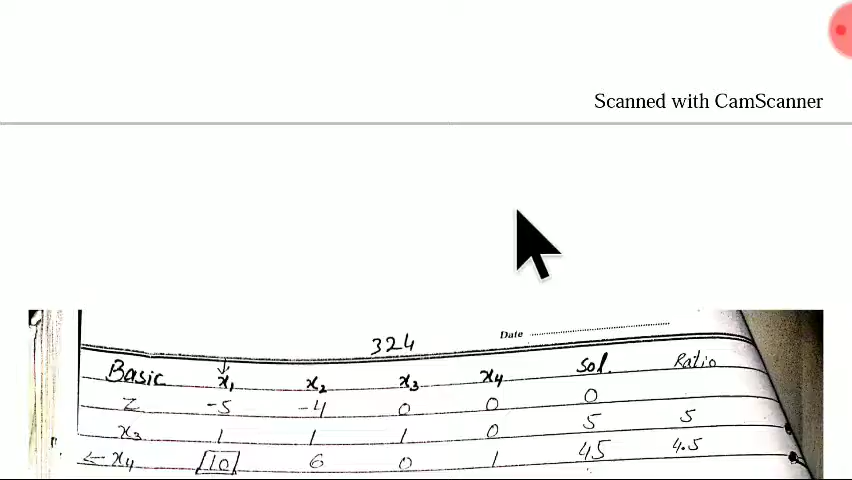 Scanned with CamScanner
324
Date
Basic x₁ x₂ x₃ x₄ Sol. Ratio
Z -5 -4 0 0 0
x₃ 1 1 1 0 5 5
← x₄ 10 6 0 1 45 4.5